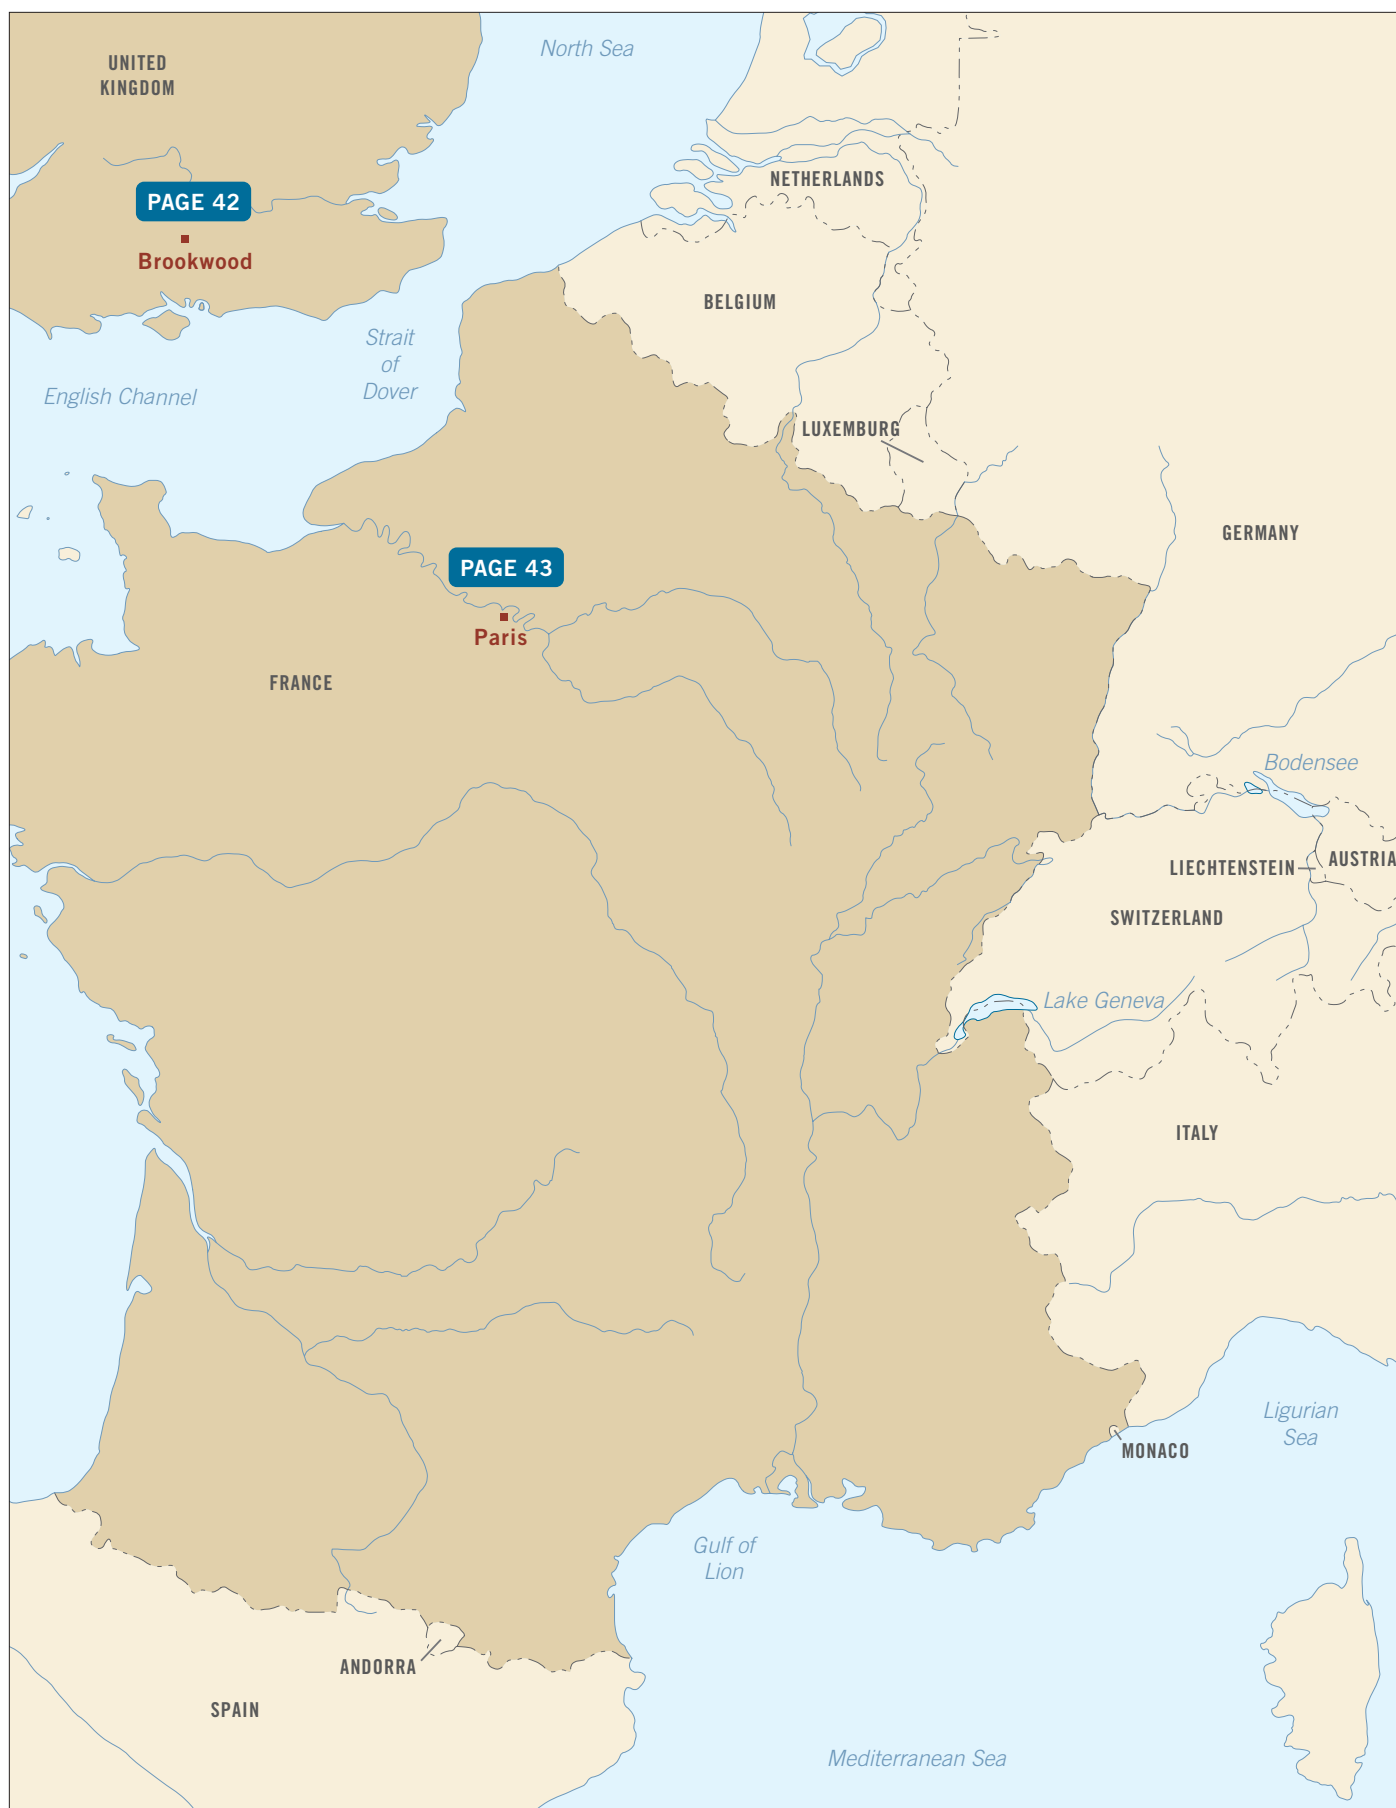 UNITED
KINGDOM
North Sea
NETHERLANDS
PAGE 42
Brookwood
BELGIUM
Strait
of
Dover
English Channel
LUXEMBURG
GERMANY
PAGE 43
Paris
FRANCE
Bodensee
LIECHTENSTEIN
AUSTRIA
SWITZERLAND
Lake Geneva
ITALY
Ligurian
Sea
MONACO
Gulf of
Lion
ANDORRA
SPAIN
Mediterranean Sea